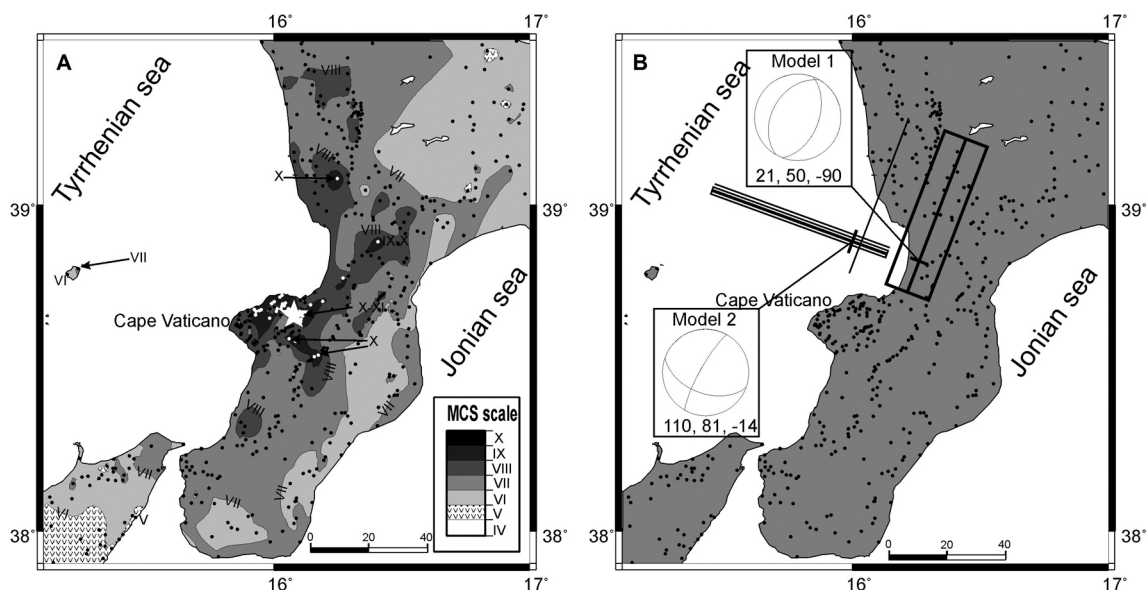 16°
17°
A
Tyrrhenian sea
VIII
VIII
X
VII
39°
VIII
IX-X
VII
VI
X-XI
Cape Vaticano
X
VIII
Jonian sea
VII
VIII
MCS scale
X
IX
VIII
VII
VI
V
IV
VII
VII
VII
VI
V
38°
0 20 40
16°
17°
16°
17°
B
Tyrrhenian sea
Model 1
21, 50, -90
39°
39°
Cape Vaticano
Jonian sea
Model 2
110, 81, -14
38°
38°
0 20 40
16°
17°